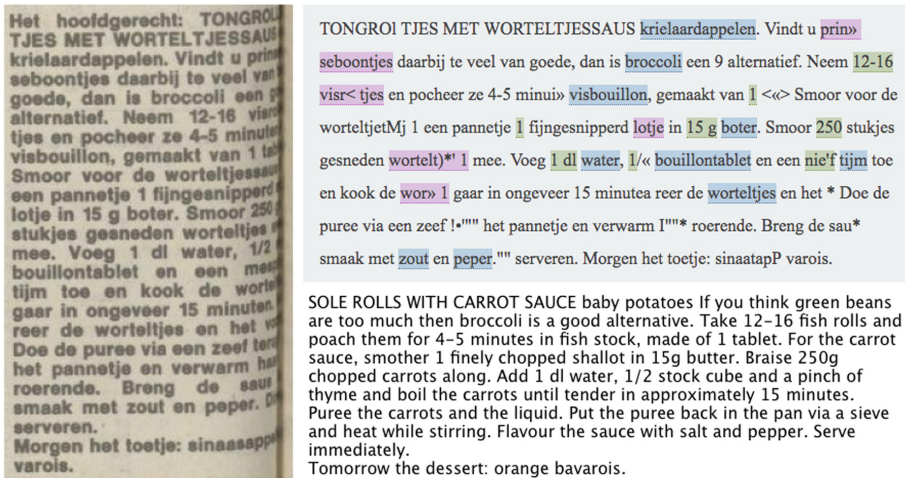 Het hoofdgerecht: TONGROL
TJES MET WORTELTJESSAUS
krielaardappelen. Vindt u prin
seboontjes daarbij te veel van
goede, dan is broccoli een g
alternatief. Neem 12-16 visro
tjes en pocheer ze 4-5 minuten
visbouillon, gemaakt van 1 tab
Smoor voor de worteltjessau
een pannetje 1 fijngesnipperd
lotje in 15 g boter. Smoor 250
stukjes gesneden worteltjes
mee. Voeg 1 dl water, 1/2
bouillontablet en een mes
tijm toe en kook de worte
gaar in ongeveer 15 minuten.
reer de worteltjes en het v
Doe de puree via een zeef teru
het pannetje en verwarm
roerende. Breng de saus
smaak met zout en peper. Di
serveren.
Morgen het toetje: sinaasappe
varois.
TONGROl TJES MET WORTELTJESSAUS krielaardappelen. Vindt u prin»
seboontjes daarbij te veel van goede, dan is broccoli een 9 alternatief. Neem 12-16
visr< tjes en pocheer ze 4-5 minui» visbouillon, gemaakt van 1 <«> Smoor voor de
worteltjetMj 1 een pannetje 1 fijngesnipperd lotje in 15 g boter. Smoor 250 stukjes
gesneden wortelt)*' 1 mee. Voeg 1 dl water, 1/« bouillontablet en een nie'f tijm toe
en kook de wor» 1 gaar in ongeveer 15 minutea reer de worteltjes en het * Doe de
puree via een zeef !•"'" het pannetje en verwarm I""* roerende. Breng de sau*
smaak met zout en peper."" serveren. Morgen het toetje: sinaatapP varois.
SOLE ROLLS WITH CARROT SAUCE baby potatoes If you think green beans
are too much then broccoli is a good alternative. Take 12-16 fish rolls and
poach them for 4-5 minutes in fish stock, made of 1 tablet. For the carrot
sauce, smother 1 finely chopped shallot in 15g butter. Braise 250g
chopped carrots along. Add 1 dl water, 1/2 stock cube and a pinch of
thyme and boil the carrots until tender in approximately 15 minutes.
Puree the carrots and the liquid. Put the puree back in the pan via a sieve
and heat while stirring. Flavour the sauce with salt and pepper. Serve
immediately.
Tomorrow the dessert: orange bavarois.